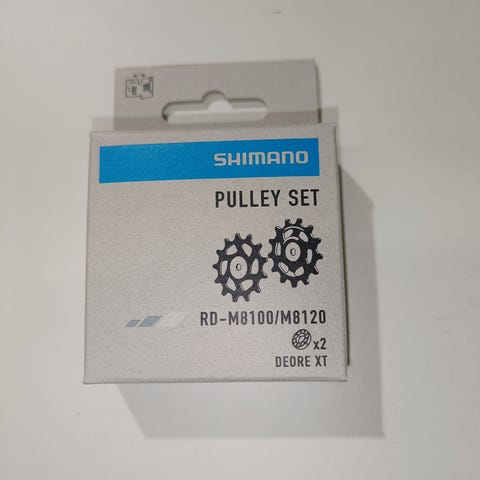 SHIMANO
PULLEY SET
RD-M8100/M8120
x2
DEORE XT